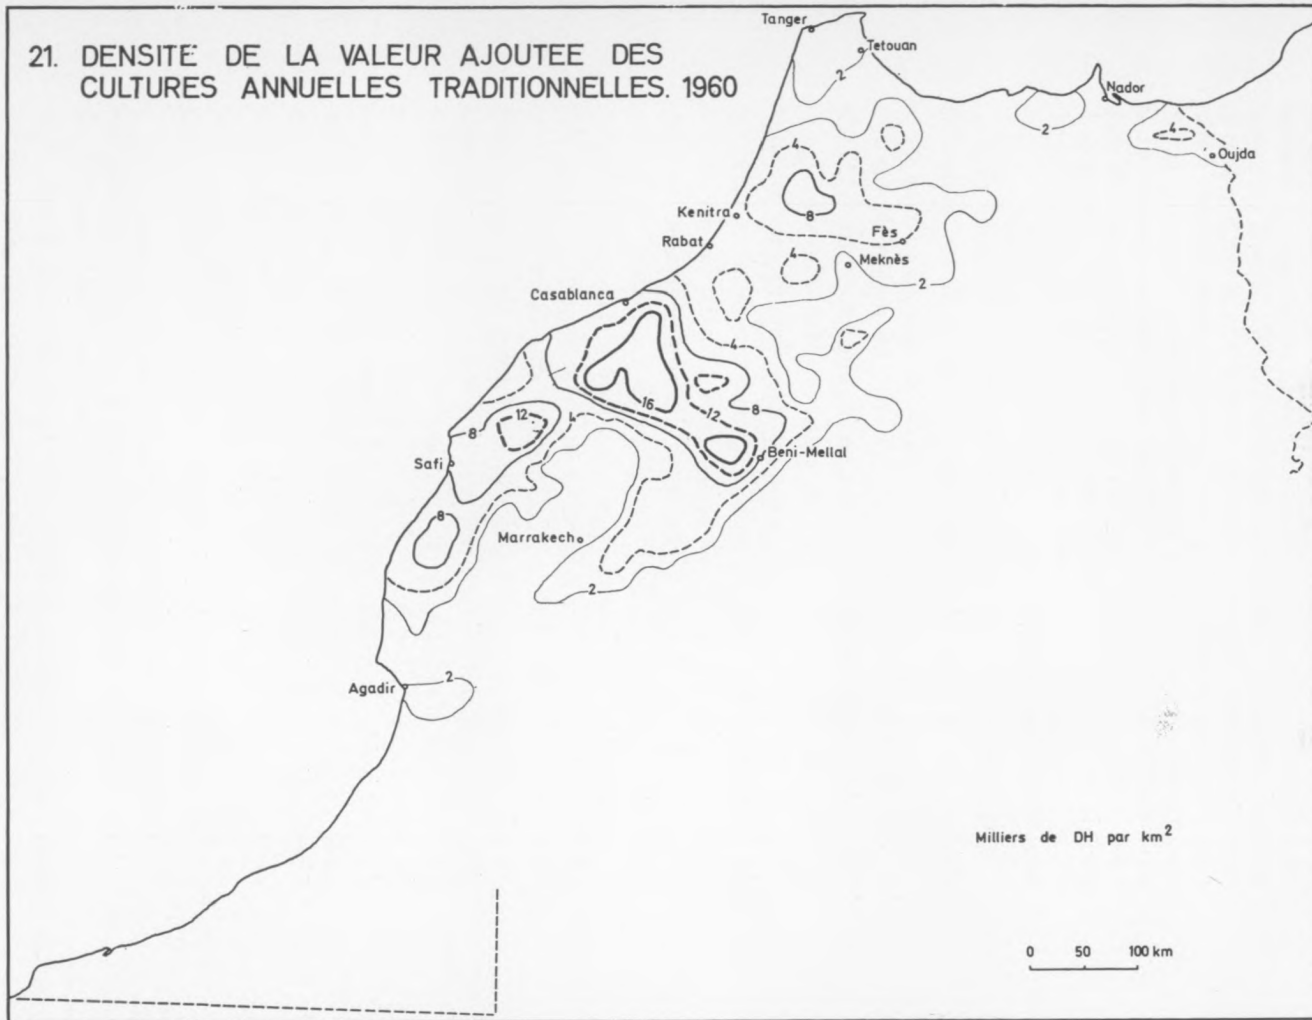 21. DENSITE DE LA VALEUR AJOUTEE DES
CULTURES ANNUELLES TRADITIONNELLES. 1960
Tanger
Tetouan
2
Nador
2
4
Oujda
4
Kenitra
8
Fès
Rabat
4
Meknès
2
Casablanca
4
2
16
12
8
12
8
4
Safi
Beni-Mellal
8
Marrakech
2
Agadir
2
Milliers de DH par km²
0 50 100 km